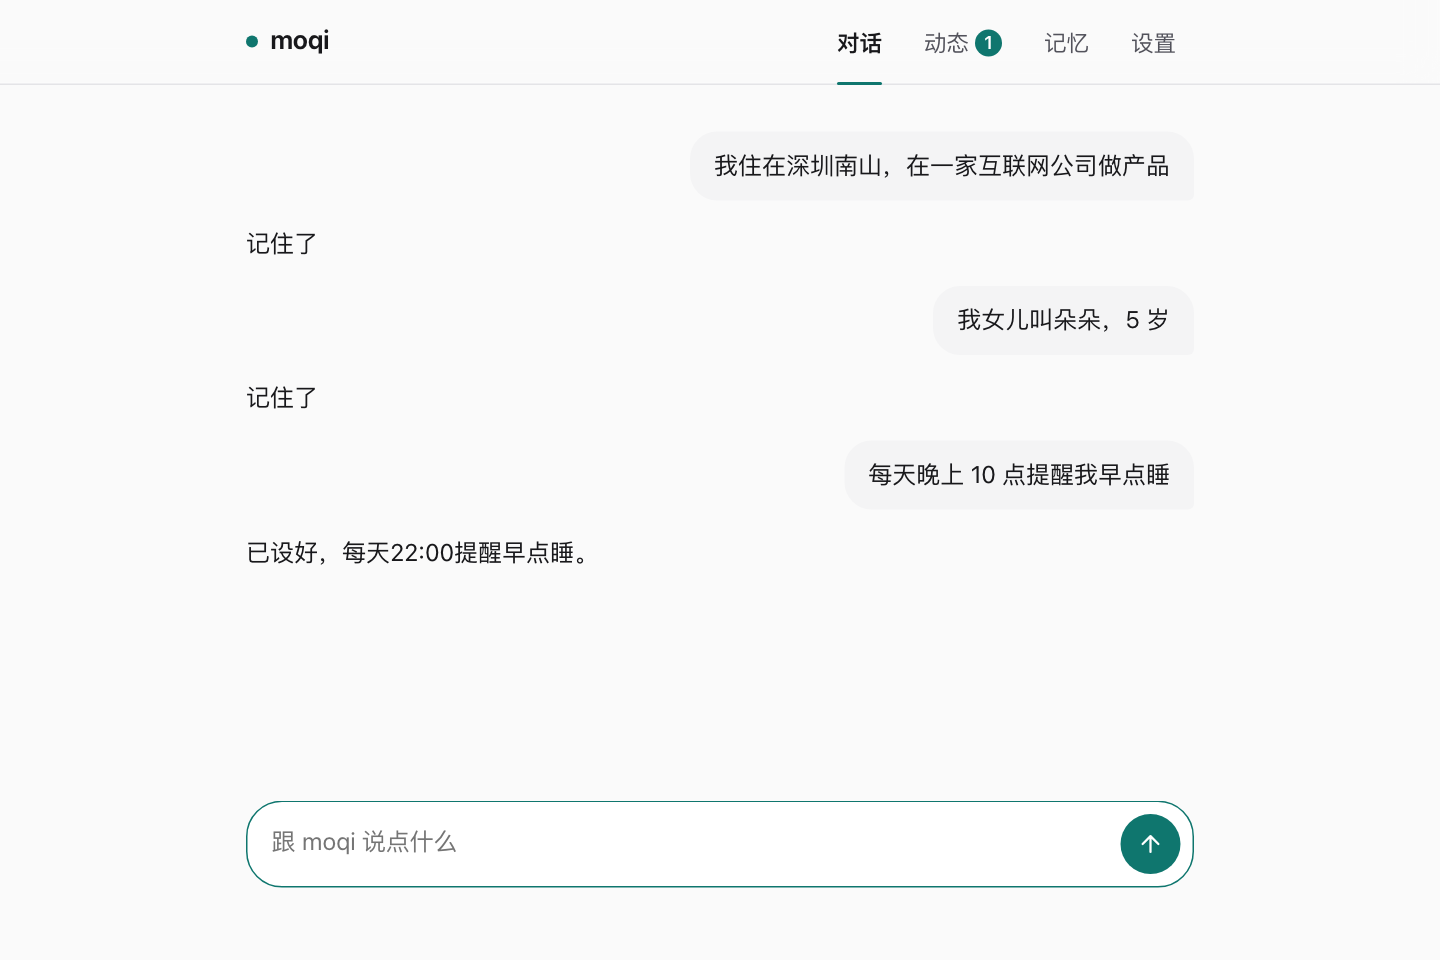 moqi
对话 动态 1 记忆 设置
我住在深圳南山，在一家互联网公司做产品
记住了
我女儿叫朵朵，5 岁
记住了
每天晚上 10 点提醒我早点睡
已设好，每天22:00提醒早点睡。
跟 moqi 说点什么